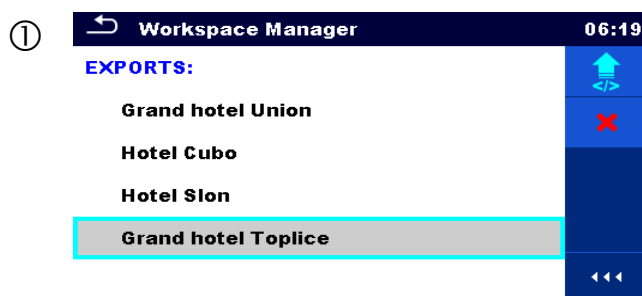 ①
Workspace Manager 06:19
EXPORTS:
</>
Grand hotel Union
Hotel Cubo
Hotel Slon
Grand hotel Toplice